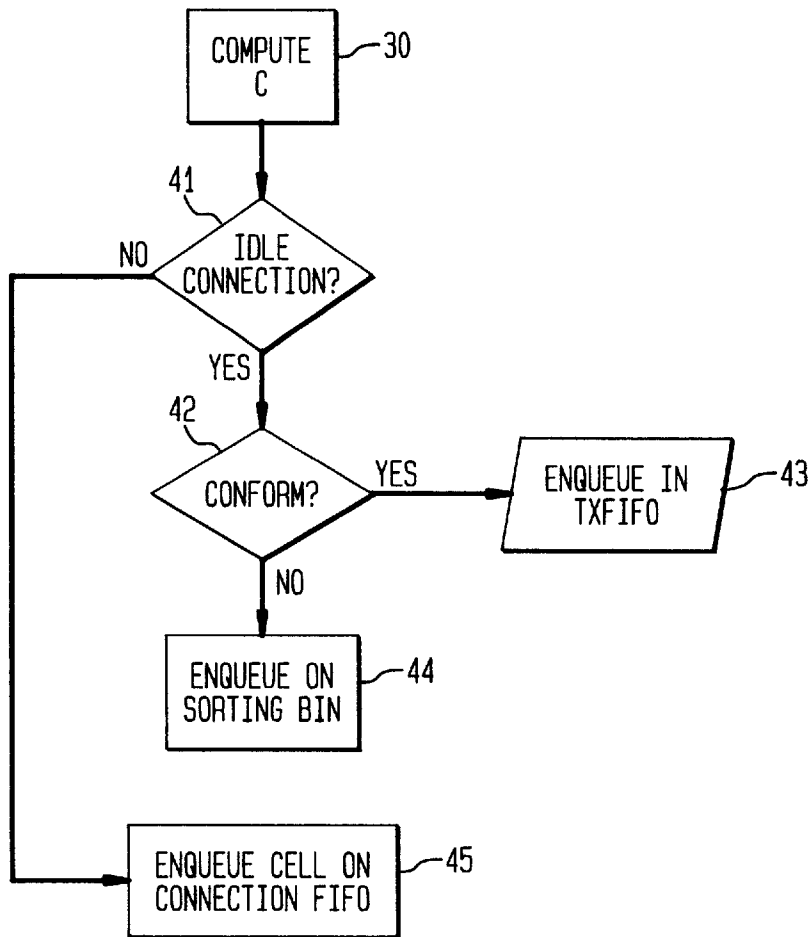 COMPUTE
C
30
41
NO
IDLE
CONNECTION?
YES
42
CONFORM?
YES
ENQUEUE IN
TXFIFO
43
NO
ENQUEUE ON
SORTING BIN
44
ENQUEUE CELL ON
CONNECTION FIFO
45